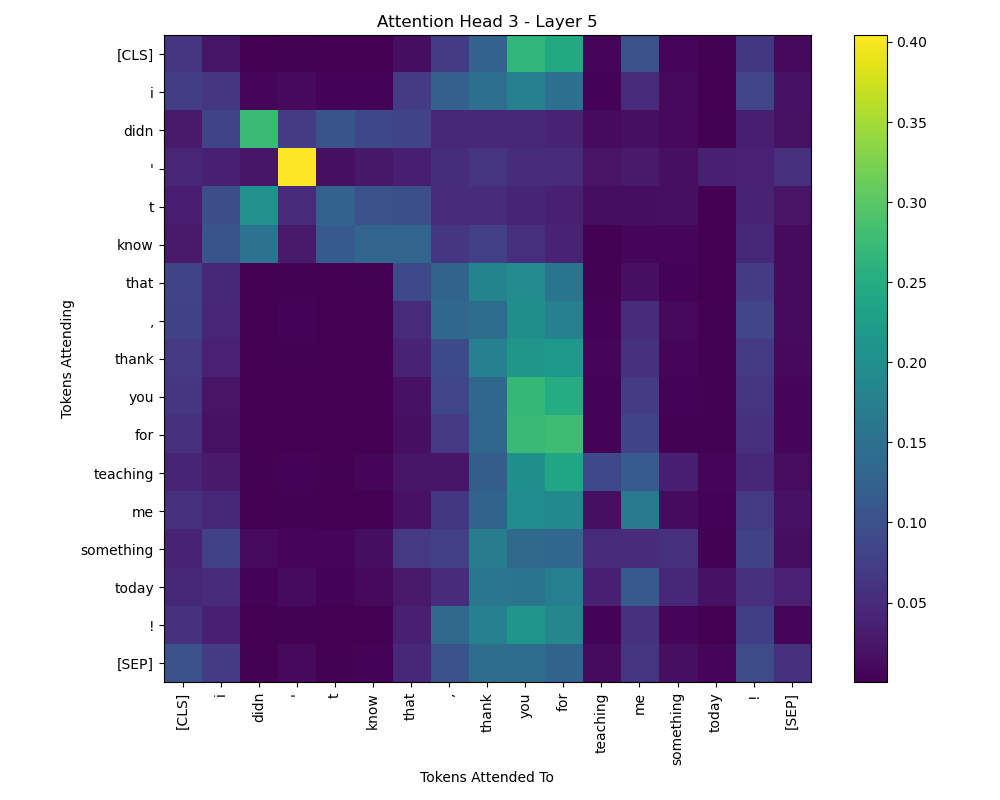 Attention Head 3 - Layer 5
[CLS]
i
didn
'
t
know
that
,
thank
you
for
teaching
me
something
today
!
[SEP]
Tokens Attending
[CLS]
i
didn
'
t
know
that
,
thank
you
for
teaching
me
something
today
!
[SEP]
Tokens Attended To
0.40
0.35
0.30
0.25
0.20
0.15
0.10
0.05